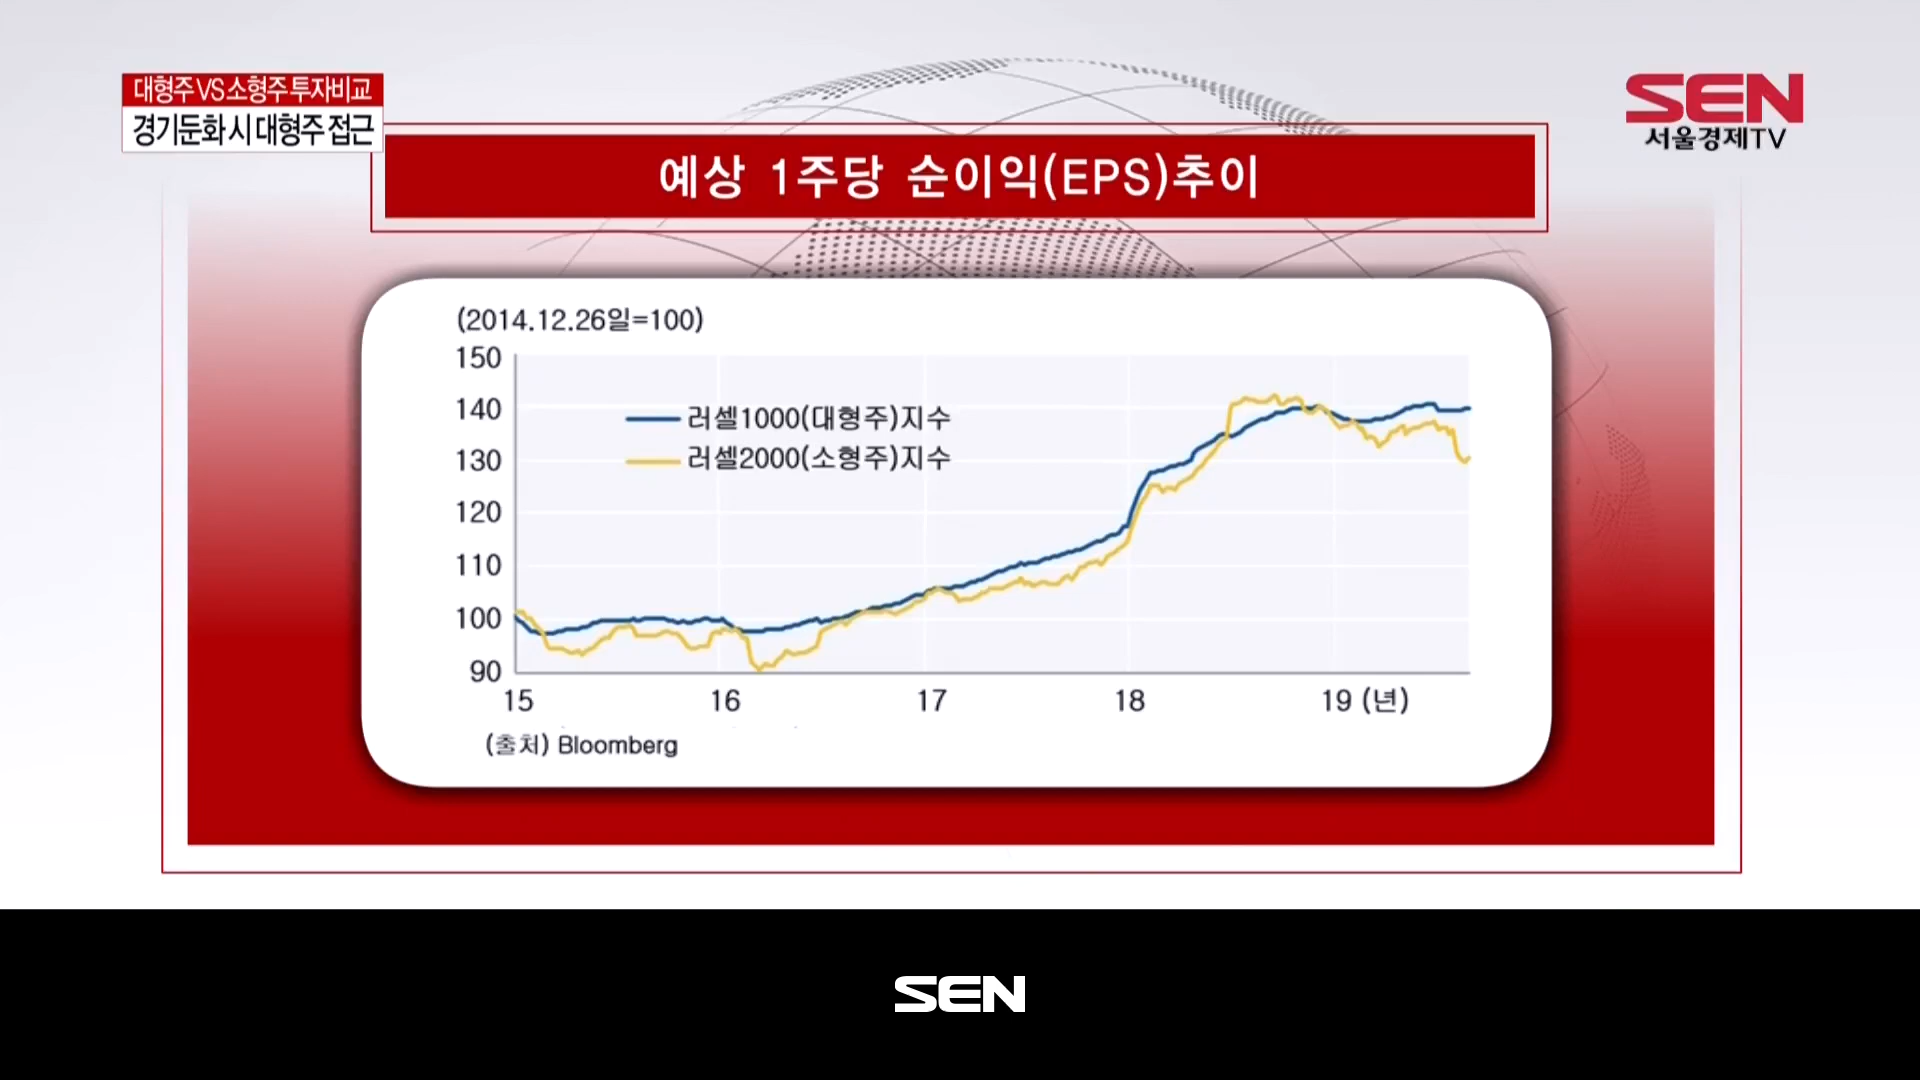 대형주 VS 소형주 투자비교
경기둔화 시 대형주 접근
SEN
서울경제TV
예상 1주당 순이익(EPS)추이
(2014.12.26일=100)
150
140
130
120
110
100
90
러셀1000(대형주)지수
러셀2000(소형주)지수
15 16 17 18 19 (년)
(출처) Bloomberg
SEN